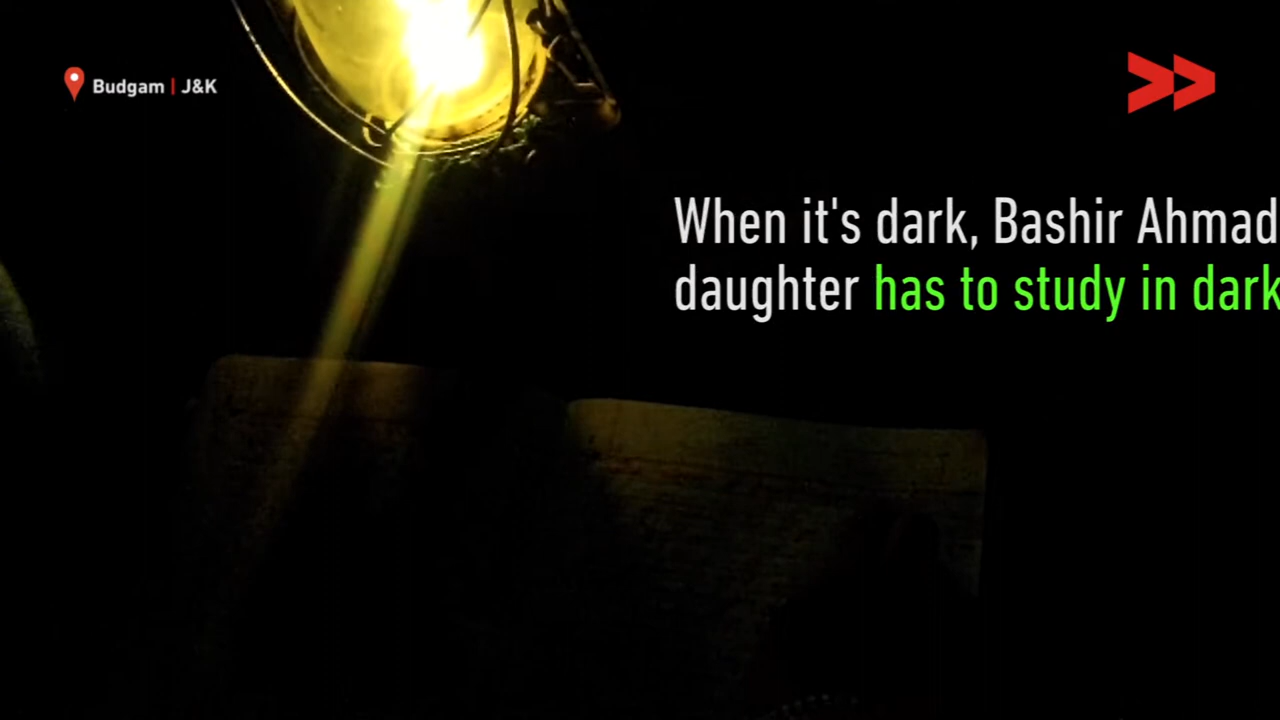 Budgam | J&K
When it's dark, Bashir Ahmad
daughter has to study in dark